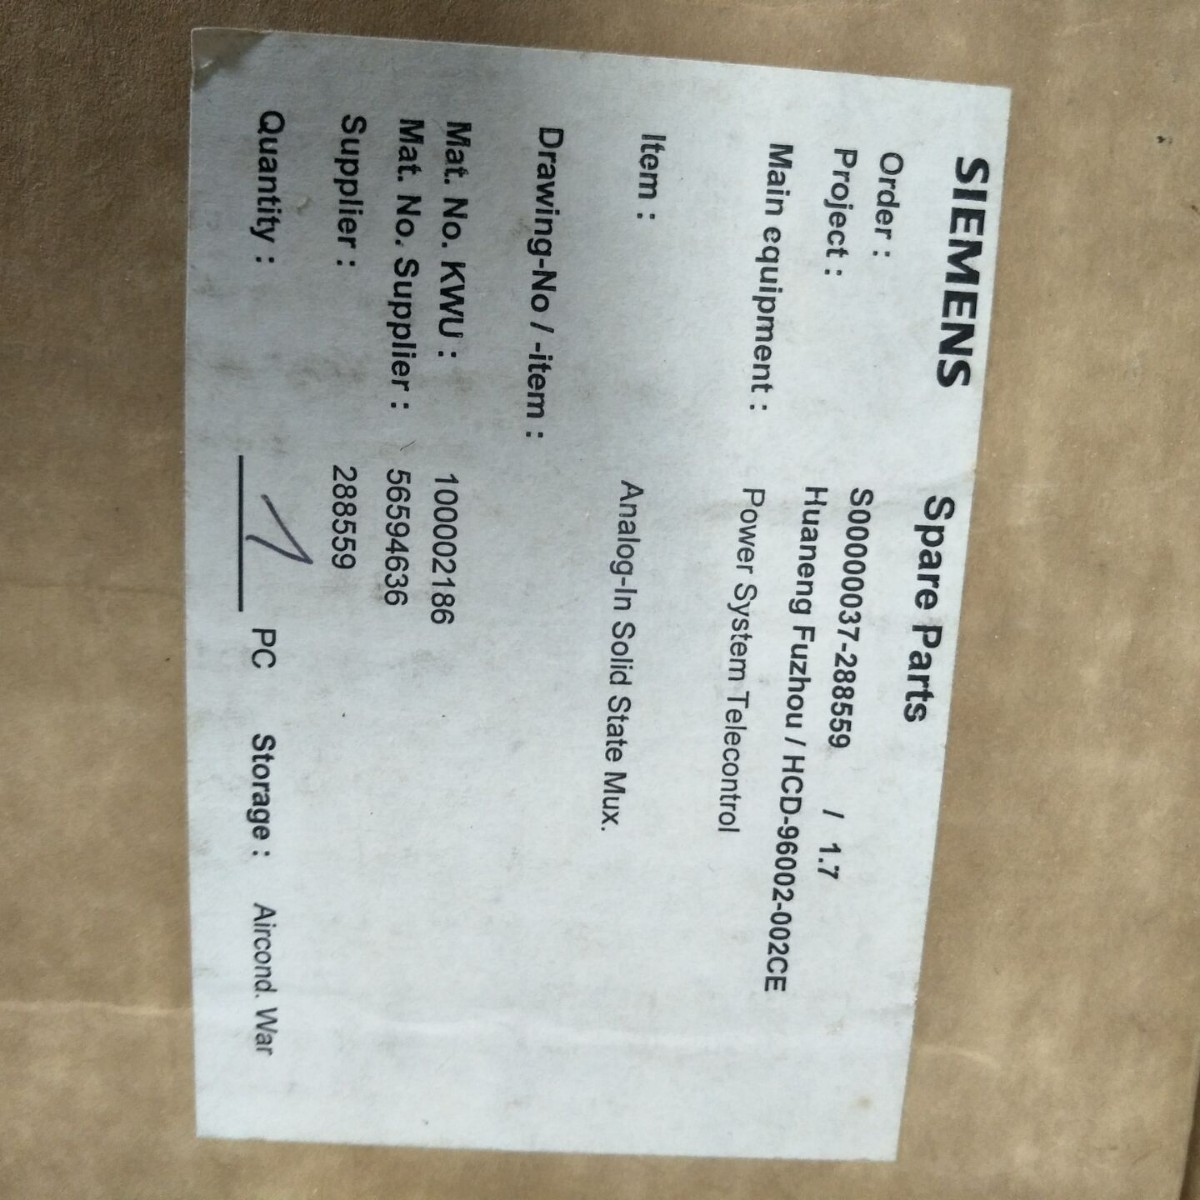 SIEMENS Spare Parts
Order : S00000037-288559 / 1.7
Project : Huaneng Fuzhou / HCD-96002-002CE
Main equipment : Power System Telecontrol
Item : Analog-In Solid State Mux.
Drawing-No / -item :
Mat. No. KWU : 100002186
Mat. No. Supplier : 56594636
Supplier : 288559
Quantity : 1 PC Storage : Aircond. War